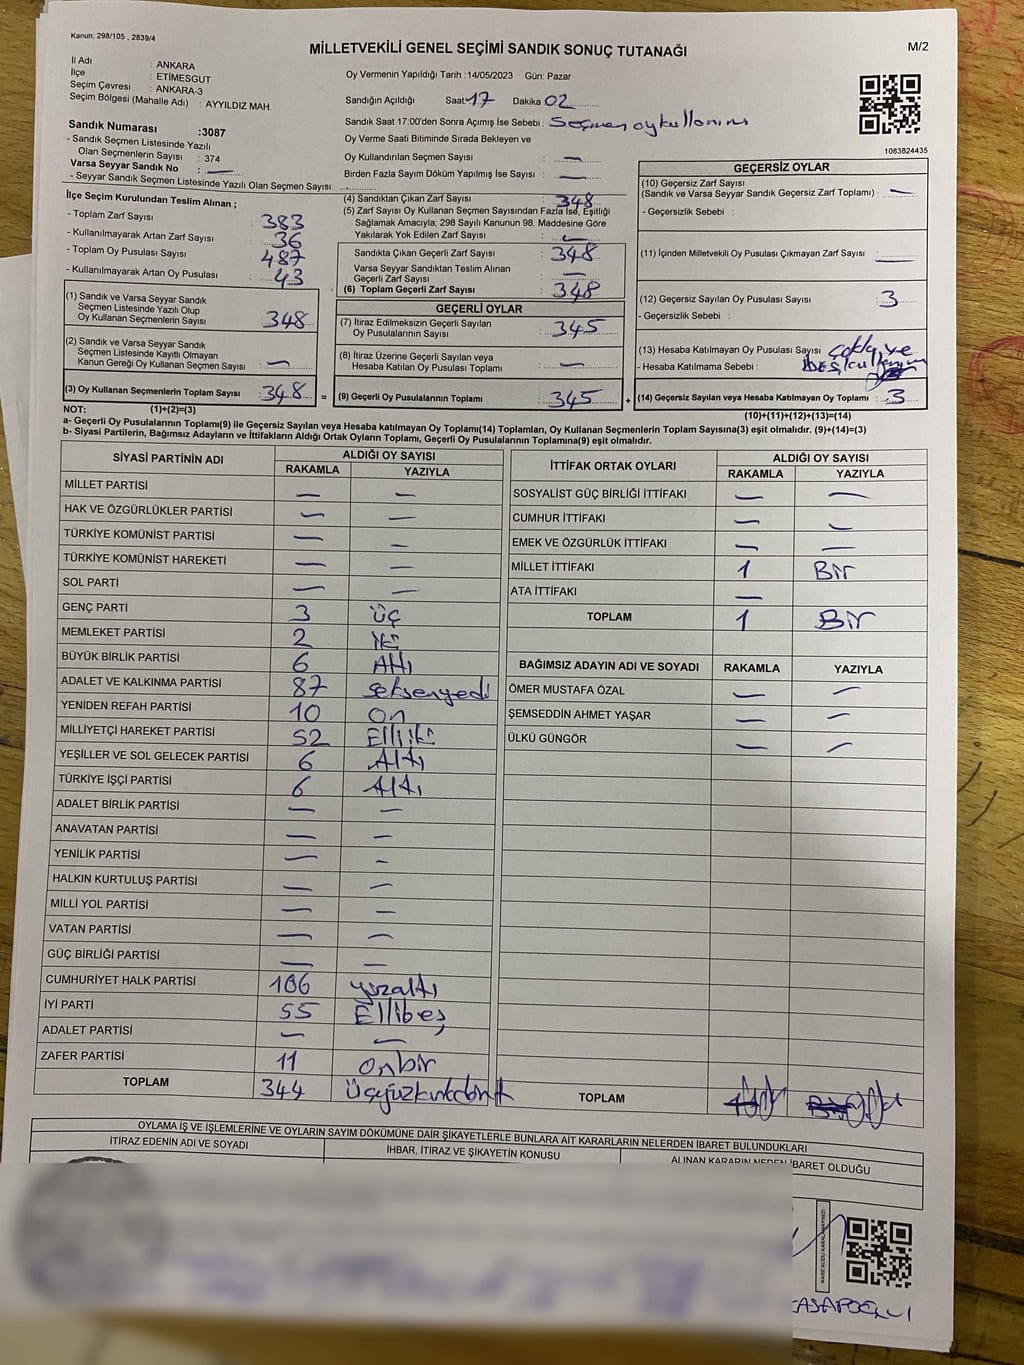 Kanun, 298/105 , 2839/4
MİLLETVEKİLİ GENEL SEÇİMİ SANDIK SONUÇ TUTANAĞI
M/2
İl Adı : ANKARA
İlçe : ETİMESGUT
Seçim Çevresi : ANKARA-3
Seçim Bölgesi (Mahalle Adı) : AYYILDIZ MAH.
Sandık Numarası :3087
- Sandık Seçmen Listesinde Yazılı
Olan Seçmenlerin Sayısı : 374
Varsa Seyyar Sandık No : —
- Seyyar Sandık Seçmen Listesinde Yazılı Olan Seçmen Sayısı:
Oy Vermenin Yapıldığı Tarih :14/05/2023 Gün: Pazar
Sandığın Açıldığı Saat 17 Dakika 02
Sandık Saat 17:00'den Sonra Açımış İse Sebebi : Seçmen oy kullanımı
Oy Verme Saati Bitiminde Sırada Bekleyen ve
Oy Kullandırılan Seçmen Sayısı : —
Birden Fazla Sayım Döküm Yapılmış İse Sayısı : —
1083824435
İlçe Seçim Kurulundan Teslim Alınan ;
- Toplam Zarf Sayısı : 383
- Kullanılmayarak Artan Zarf Sayısı : 36
- Toplam Oy Pusulası Sayısı : 487
- Kullanılmayarak Artan Oy Pusulası : 43
(1) Sandık ve Varsa Seyyar Sandık
Seçmen Listesinde Yazılı Olup
Oy Kullanan Seçmenlerin Sayısı : 348
(2) Sandık ve Varsa Seyyar Sandık
Seçmen Listesinde Kayıtlı Olmayan
Kanun Gereği Oy Kullanan Seçmen Sayısı : —
(3) Oy Kullanan Seçmenlerin Toplam Sayısı : 348 =
(4) Sandıktan Çıkan Zarf Sayısı : 348
(5) Zarf Sayısı Oy Kullanan Seçmen Sayısından Fazla İse, Eşitliği
Sağlamak Amacıyla; 298 Sayılı Kanunun 98. Maddesine Göre
Yakılarak Yok Edilen Zarf Sayısı : —
Sandıkta Çıkan Geçerli Zarf Sayısı : 348
Varsa Seyyar Sandıktan Teslim Alınan
Geçerli Zarf Sayısı : —
(6) Toplam Geçerli Zarf Sayısı : 348
GEÇERLİ OYLAR
(7) İtiraz Edilmeksizin Geçerli Sayılan
Oy Pusulalarının Sayısı : 345
(8) İtiraz Üzerine Geçerli Sayılan veya
Hesaba Katılan Oy Pusulası Toplamı : —
(9) Geçerli Oy Pusulalarının Toplamı : 345 +
GEÇERSİZ OYLAR
(10) Geçersiz Zarf Sayısı
(Sandık ve Varsa Seyyar Sandık Geçersiz Zarf Toplamı) : —
- Geçersizlik Sebebi :
(11) İçinden Milletvekili Oy Pusulası Çıkmayan Zarf Sayısı : —
(12) Geçersiz Sayılan Oy Pusulası Sayısı : 3
- Geçersizlik Sebebi :
(13) Hesaba Katılmayan Oy Pusulası Sayısı
- Hesaba Katılmama Sebebi :
(14) Geçersiz Sayılan veya Hesaba Katılmayan Oy Toplamı : 3
NOT: (1)+(2)=(3)
(10)+(11)+(12)+(13)=(14)
a- Geçerli Oy Pusulalarının Toplamı(9) ile Geçersiz Sayılan veya Hesaba katılmayan Oy Toplamı(14) Toplamları, Oy Kullanan Seçmenlerin Toplam Sayısına(3) eşit olmalıdır. (9)+(14)=(3)
b- Siyasi Partilerin, Bağımsız Adayların ve İttifakların Aldığı Ortak Oyların Toplamı, Geçerli Oy Pusulalarının Toplamına(9) eşit olmalıdır.
SİYASİ PARTİNİN ADI
ALDIĞI OY SAYISI
RAKAMLA YAZIYLA
MİLLET PARTİSİ — —
HAK VE ÖZGÜRLÜKLER PARTİSİ — —
TÜRKİYE KOMÜNİST PARTİSİ — —
TÜRKİYE KOMÜNİST HAREKETİ — —
SOL PARTİ — —
GENÇ PARTİ 3 üç
MEMLEKET PARTİSİ 2 iki
BÜYÜK BİRLİK PARTİSİ 6 Altı
ADALET VE KALKINMA PARTİSİ 87 seksenyedi
YENİDEN REFAH PARTİSİ 10 On
MİLLİYETÇİ HAREKET PARTİSİ 52 Elliiki
YEŞİLLER VE SOL GELECEK PARTİSİ 6 Altı
TÜRKİYE İŞÇİ PARTİSİ 6 Altı
ADALET BİRLİK PARTİSİ — —
ANAVATAN PARTİSİ — —
YENİLİK PARTİSİ — —
HALKIN KURTULUŞ PARTİSİ — —
MİLLİ YOL PARTİSİ — —
VATAN PARTİSİ — —
GÜÇ BİRLİĞİ PARTİSİ — —
CUMHURİYET HALK PARTİSİ 106 yüzaltı
İYİ PARTİ 55 Ellibeş
ADALET PARTİSİ — —
ZAFER PARTİSİ 11 onbir
TOPLAM 344 Üçyüzkırkdört
İTTİFAK ORTAK OYLARI
ALDIĞI OY SAYISI
RAKAMLA YAZIYLA
SOSYALİST GÜÇ BİRLİĞİ İTTİFAKI — —
CUMHUR İTTİFAKI — —
EMEK VE ÖZGÜRLÜK İTTİFAKI — —
MİLLET İTTİFAKI 1 Bir
ATA İTTİFAKI —
TOPLAM 1 Bir
BAĞIMSIZ ADAYIN ADI VE SOYADI RAKAMLA YAZIYLA
ÖMER MUSTAFA ÖZAL — —
ŞEMSEDDİN AHMET YAŞAR — —
ÜLKÜ GÜNGÖR — —
TOPLAM
OYLAMA İŞ VE İŞLEMLERİNE VE OYLARIN SAYIM DÖKÜMÜNE DAİR ŞİKAYETLERLE BUNLARA AİT KARARLARIN NELERDEN İBARET BULUNDUKLARI
İTİRAZ EDENİN ADI VE SOYADI
İHBAR, İTİRAZ VE ŞİKAYETİN KONUSU
ALINAN KARARIN NEDEN İBARET OLDUĞU